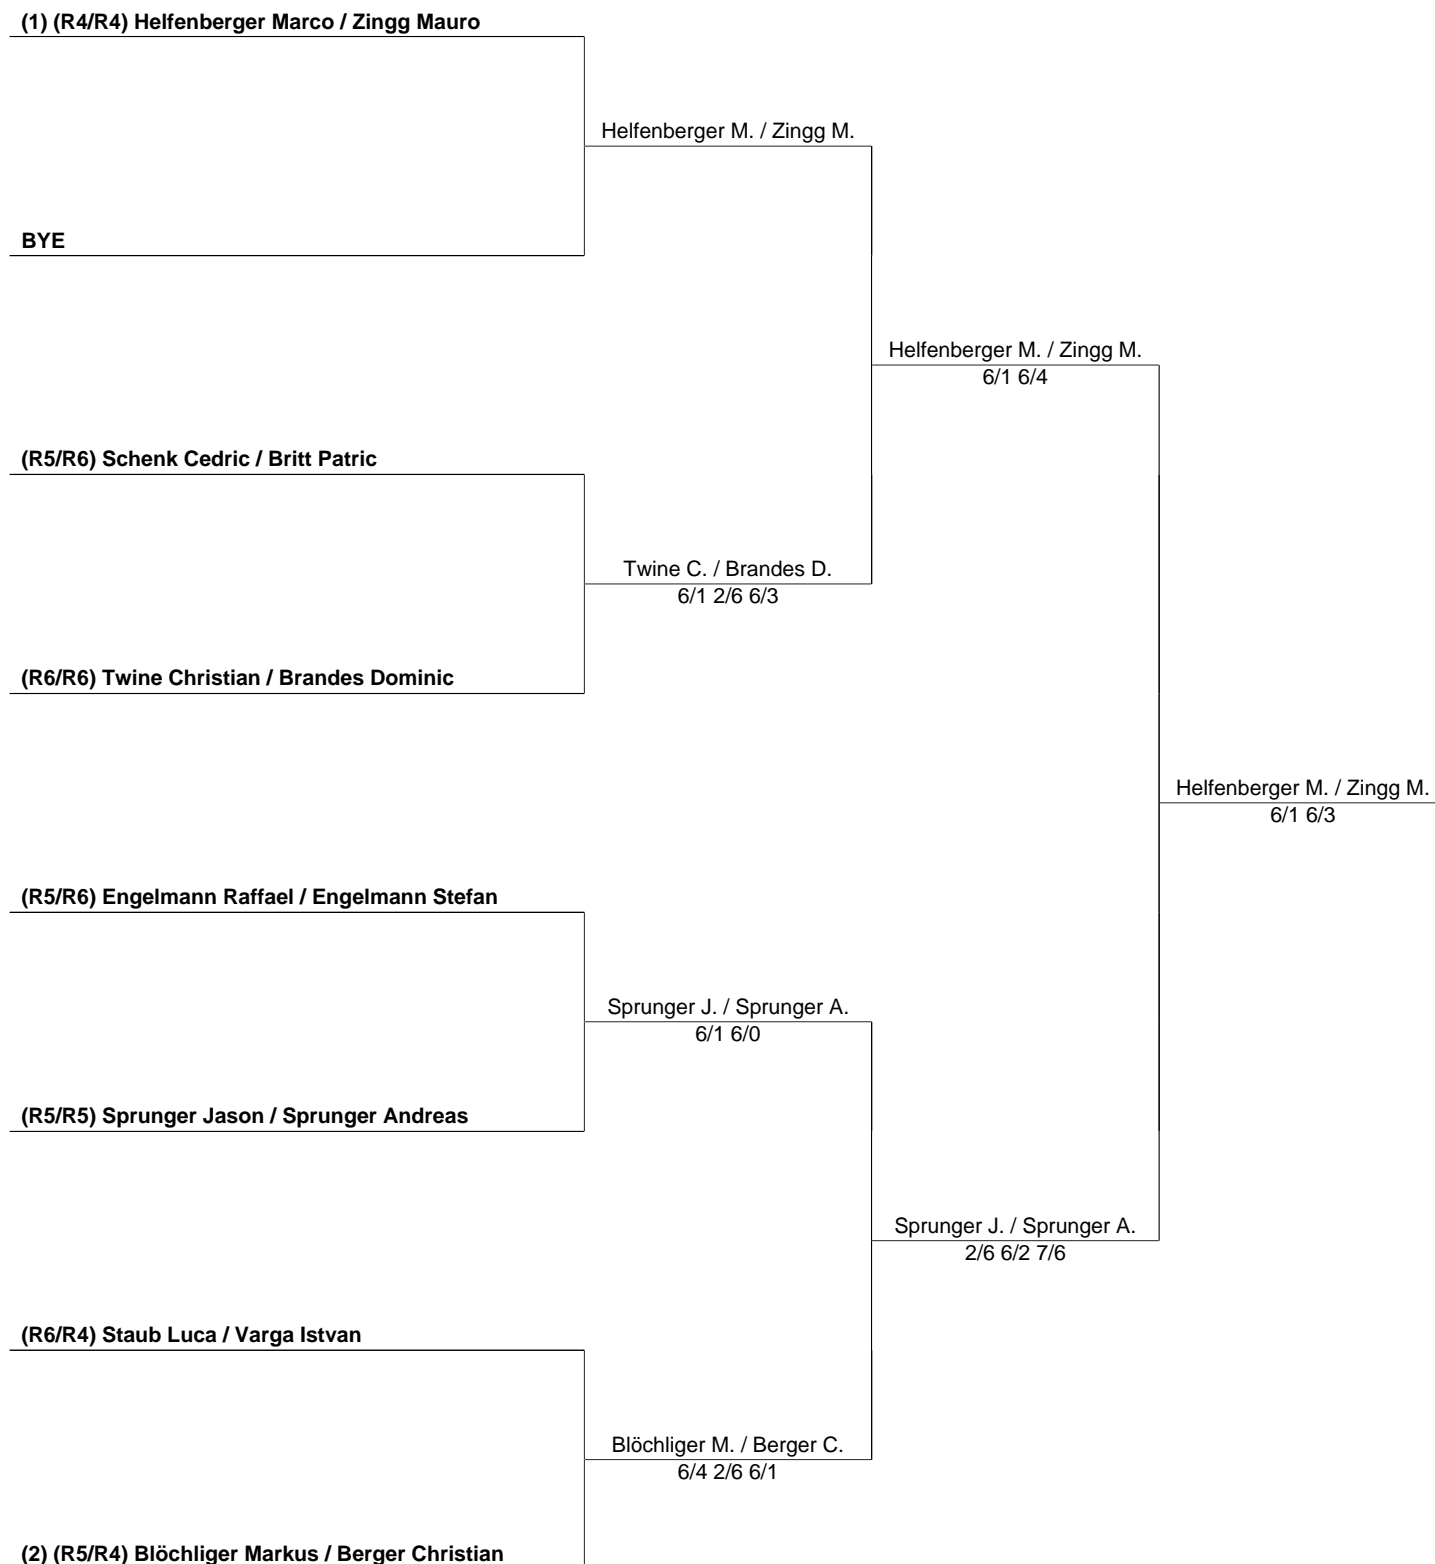 (1) (R4/R4) Helfenberger Marco / Zingg Mauro
Helfenberger M. / Zingg M.
BYE
Helfenberger M. / Zingg M.
6/1 6/4
(R5/R6) Schenk Cedric / Britt Patric
Twine C. / Brandes D.
6/1 2/6 6/3
(R6/R6) Twine Christian / Brandes Dominic
Helfenberger M. / Zingg M.
6/1 6/3
(R5/R6) Engelmann Raffael / Engelmann Stefan
Sprunger J. / Sprunger A.
6/1 6/0
(R5/R5) Sprunger Jason / Sprunger Andreas
Sprunger J. / Sprunger A.
2/6 6/2 7/6
(R6/R4) Staub Luca / Varga Istvan
Blöchliger M. / Berger C.
6/4 2/6 6/1
(2) (R5/R4) Blöchliger Markus / Berger Christian